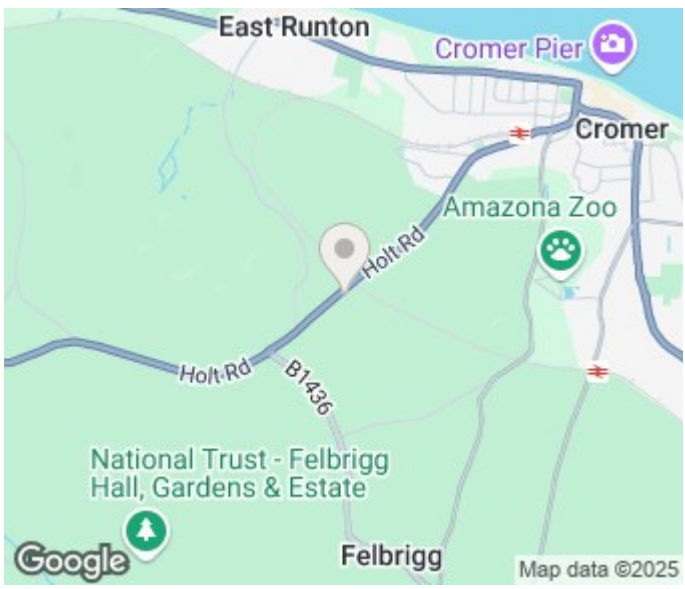 East Runton
Cromer Pier
Cromer
Amazona Zoo
Holt Rd
Holt Rd
B1436
National Trust - Felbrigg
Hall, Gardens & Estate
Felbrigg
Google
Map data ©2025